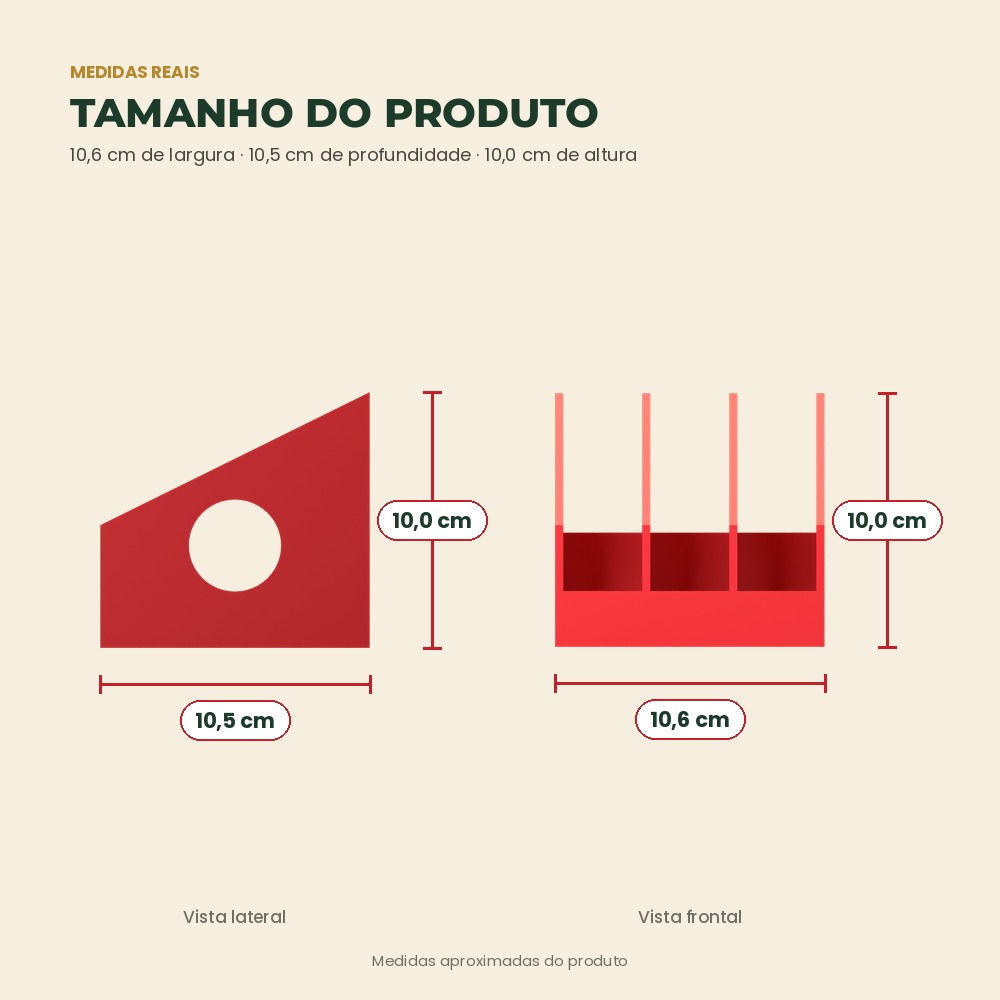 MEDIDAS REAIS
TAMANHO DO PRODUTO
10,6 cm de largura · 10,5 cm de profundidade · 10,0 cm de altura
10,0 cm
10,0 cm
10,5 cm
10,6 cm
Vista lateral
Vista frontal
Medidas aproximadas do produto